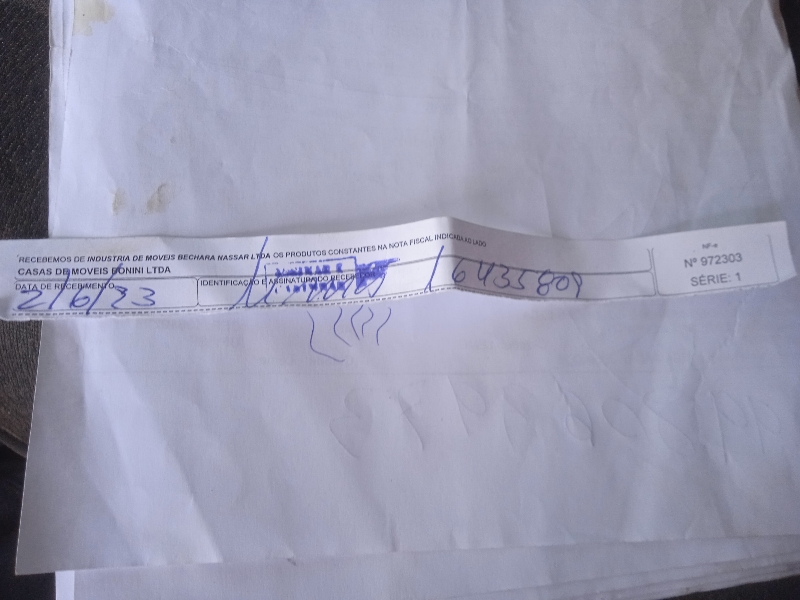 RECEBEMOS DE INDUSTRIA DE MOVEIS BECHARA NASSAR LTDA OS PRODUTOS CONSTANTES NA NOTA FISCAL INDICADA AO LADO
CASAS DE MOVEIS BONINI LTDA
DATA DE RECEBIMENTO
IDENTIFICAÇÃO E ASSINATURA DO RECEBEDOR
2/6/23
16435809
NF-e
Nº 972303
SÉRIE: 1